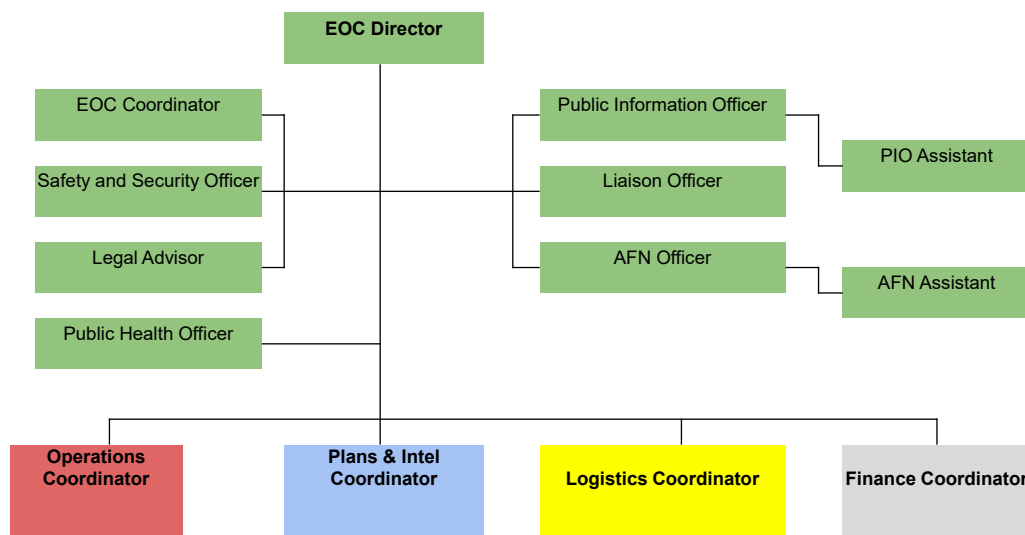 EOC Director
EOC Coordinator
Public Information Officer
PIO Assistant
Safety and Security Officer
Liaison Officer
Legal Advisor
AFN Officer
AFN Assistant
Public Health Officer
Operations
Coordinator
Plans & Intel
Coordinator
Logistics Coordinator
Finance Coordinator